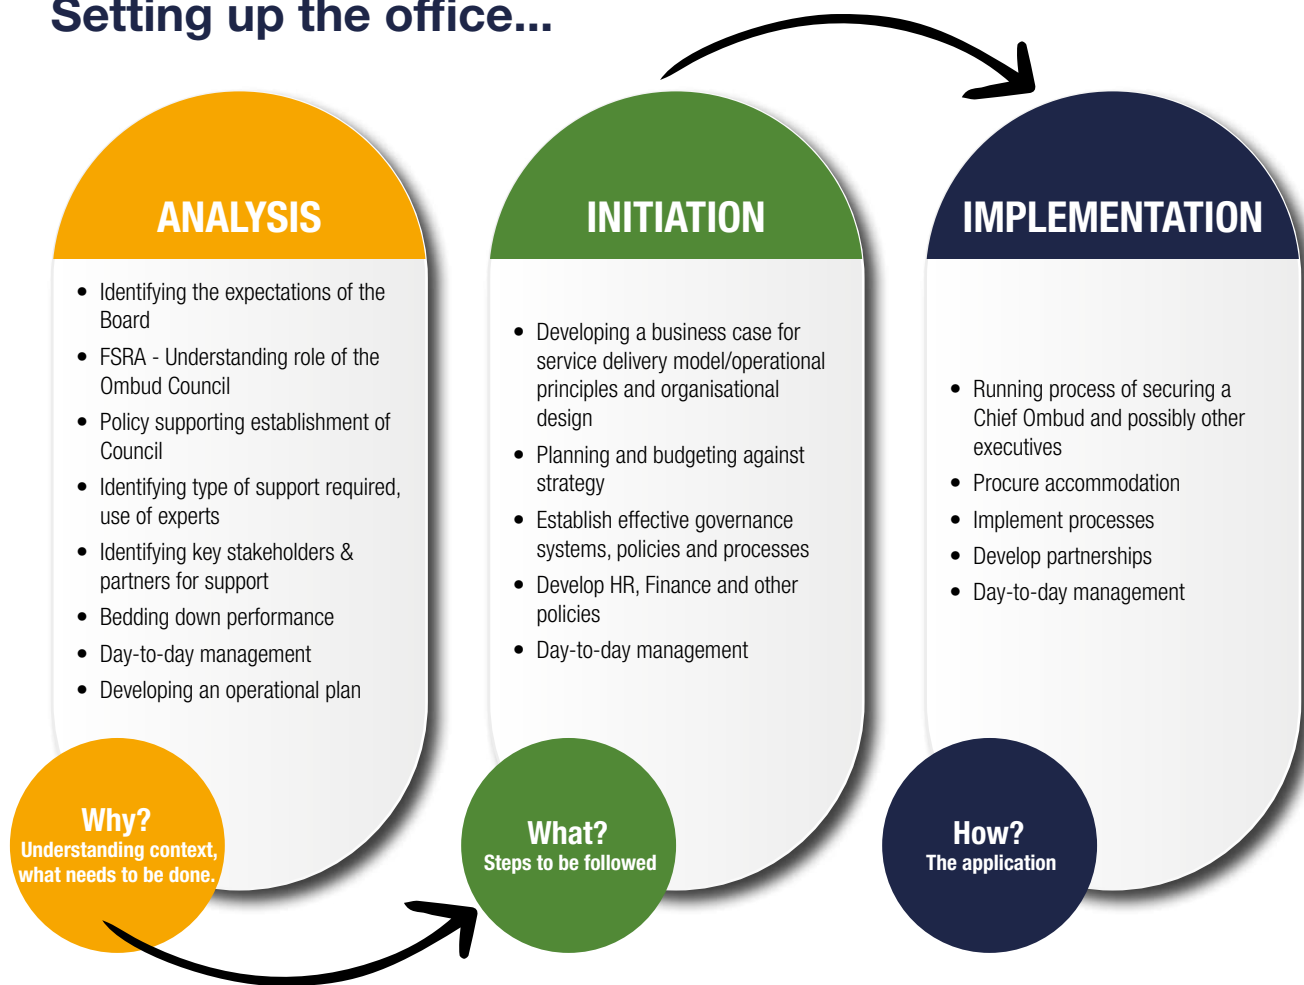 Setting up the office...
ANALYSIS
• Identifying the expectations of the
Board
• FSRA - Understanding role of the
Ombud Council
• Policy supporting establishment of
Council
• Identifying type of support required,
use of experts
• Identifying key stakeholders &
partners for support
• Bedding down performance
• Day-to-day management
• Developing an operational plan
Why?
Understanding context,
what needs to be done.
INITIATION
• Developing a business case for
service delivery model/operational
principles and organisational
design
• Planning and budgeting against
strategy
• Establish effective governance
systems, policies and processes
• Develop HR, Finance and other
policies
• Day-to-day management
What?
Steps to be followed
IMPLEMENTATION
• Running process of securing a
Chief Ombud and possibly other
executives
• Procure accommodation
• Implement processes
• Develop partnerships
• Day-to-day management
How?
The application